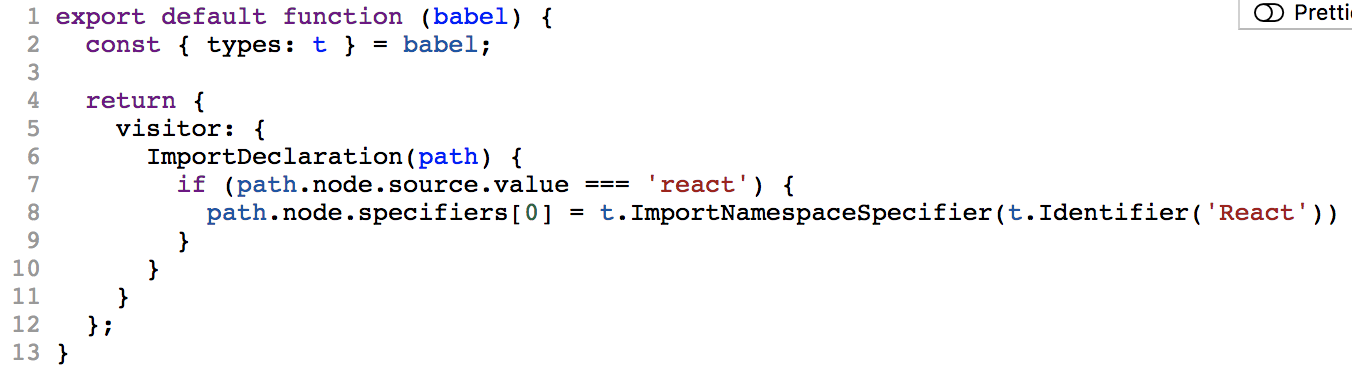 Pretti
1 export default function (babel) {
2   const { types: t } = babel;
3
4   return {
5     visitor: {
6       ImportDeclaration(path) {
7         if (path.node.source.value === 'react') {
8           path.node.specifiers[0] = t.ImportNamespaceSpecifier(t.Identifier('React'))
9         }
10       }
11     }
12   };
13 }